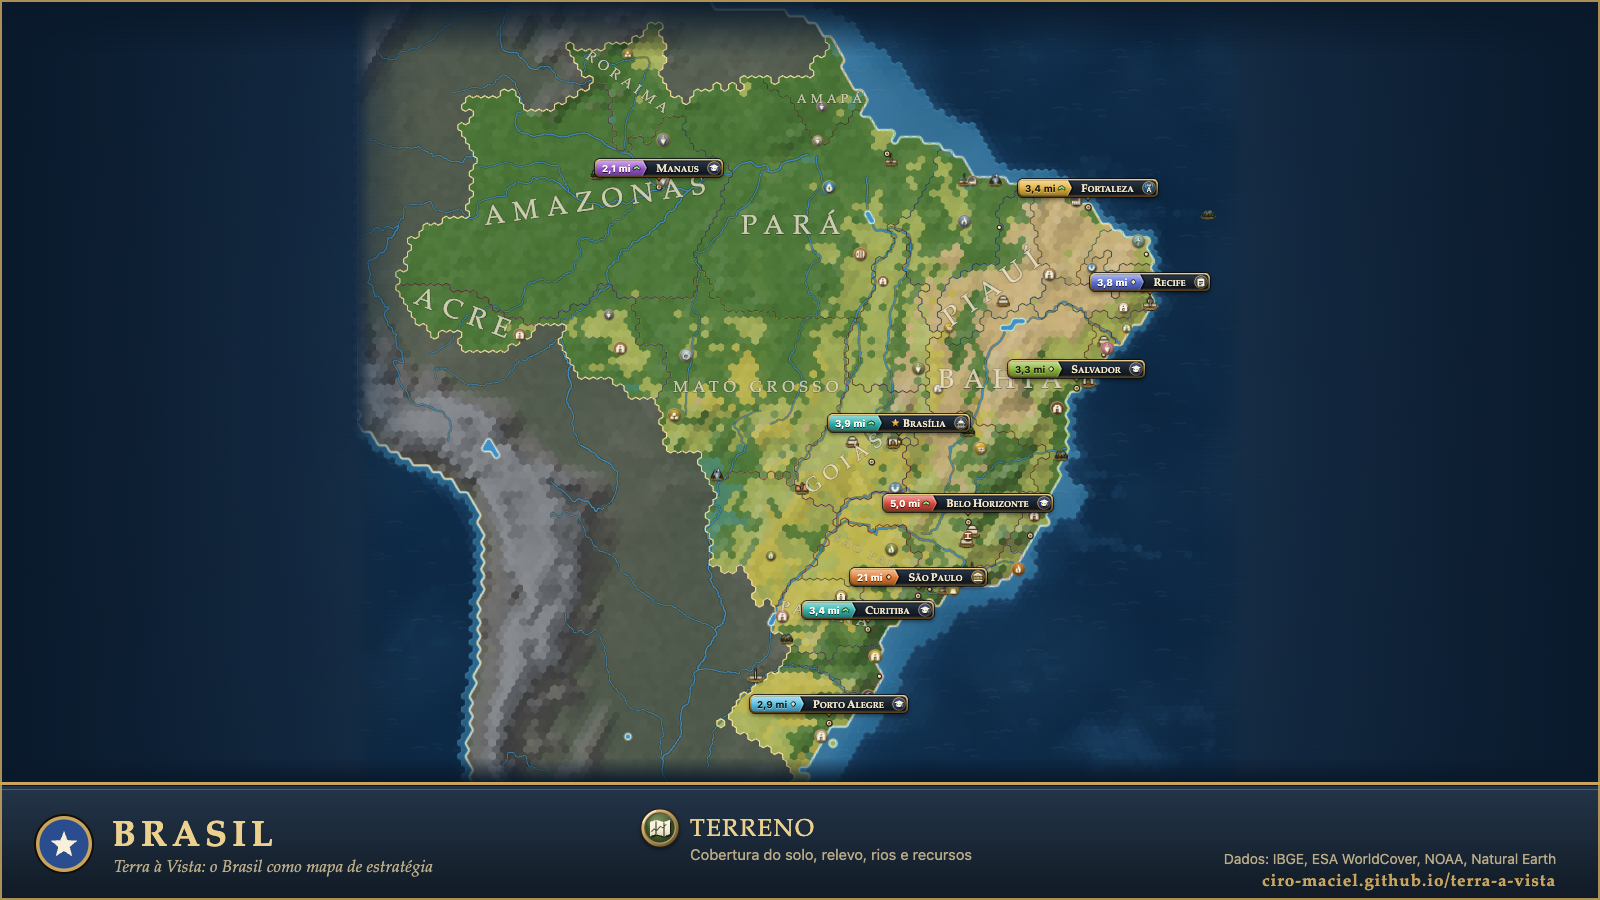 RORAIMA
AMAPÁ
2,1 mi MANAUS
AMAZONAS
3,4 mi FORTALEZA
PARÁ
PIAUÍ
3,8 mi RECIFE
ACRE
3,3 mi SALVADOR
BAHIA
MATO GROSSO
3,9 mi ★ BRASÍLIA
GOIÁS
5,0 mi BELO HORIZONTE
21 mi SÃO PAULO
3,4 mi CURITIBA
2,9 mi PORTO ALEGRE
BRASIL
Terra à Vista: o Brasil como mapa de estratégia
TERRENO
Cobertura do solo, relevo, rios e recursos
Dados: IBGE, ESA WorldCover, NOAA, Natural Earth
ciro-maciel.github.io/terra-a-vista